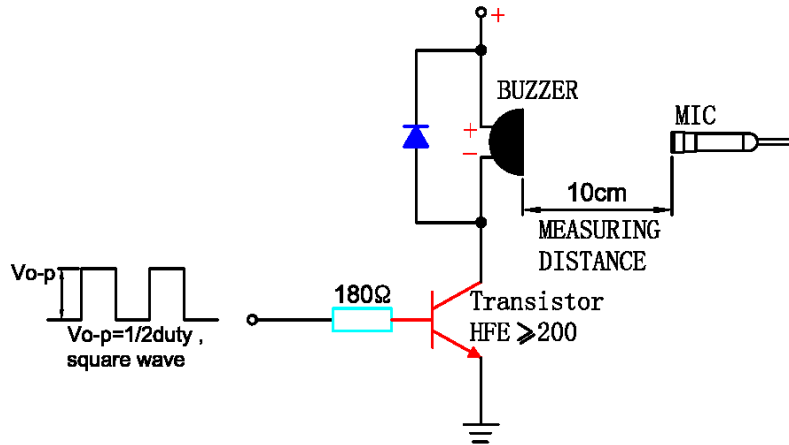 +
BUZZER
MIC
+
−
10cm
MEASURING
DISTANCE
Vo-p
180Ω
Transistor
HFE ⩾200
Vo-p=1/2duty ,
square wave